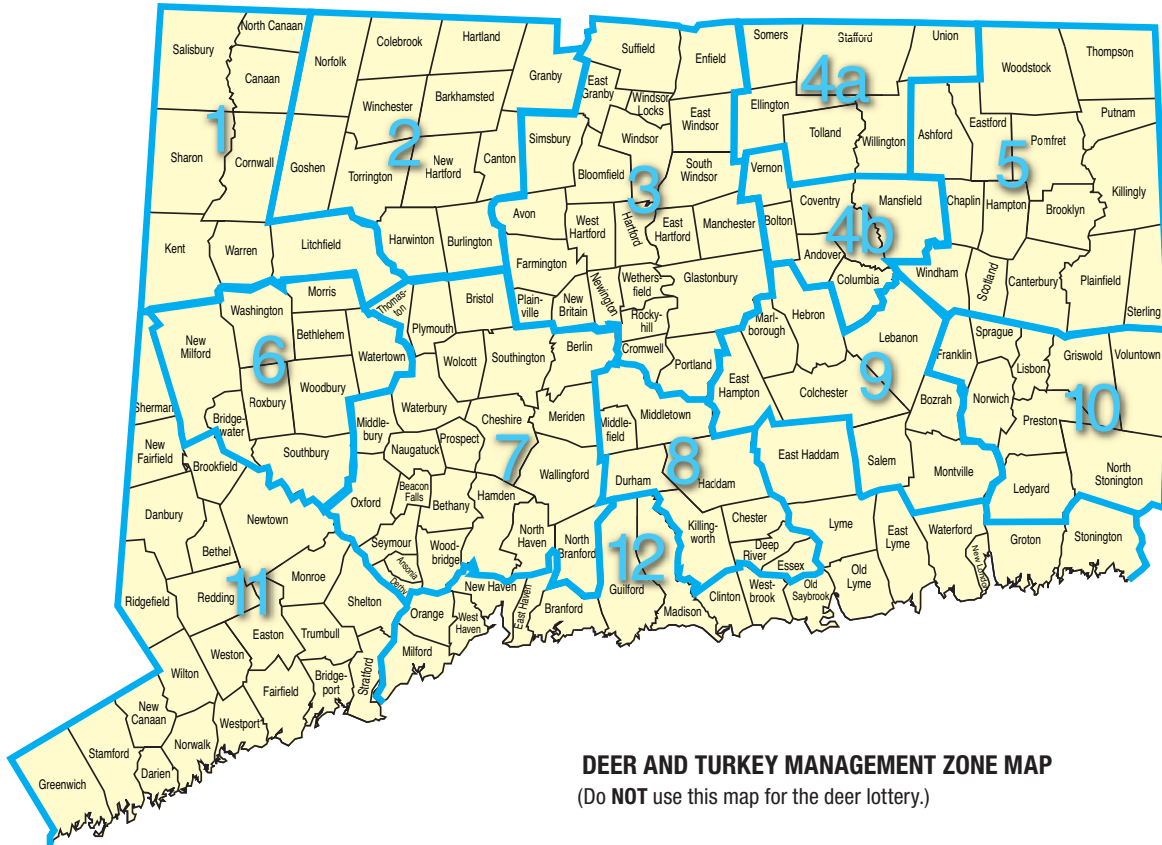 North Canaan
Salisbury
Canaan
1
Sharon
Cornwall
Kent
Warren
Litchfield
Colebrook
Hartland
Norfolk
Granby
Winchester
Barkhamsted
2
Goshen
Torrington
New
Hartford
Canton
Harwinton
Burlington
Suffield
Enfield
East
Granby
Windsor
Locks
East
Windsor
Simsbury
Windsor
Bloomfield
3
South
Windsor
Avon
West
Hartford
Hartford
East
Hartford
Manchester
Farmington
Glastonbury
Wethers-
field
Newington
Plain-
ville
New
Britain
Rocky-
hill
Cromwell
Portland
Somers
Stafford
Union
4a
Ellington
Tolland
Willington
Vernon
Coventry
Mansfield
Bolton
4b
Andover
Columbia
Woodstock
Thompson
Putnam
Ashford
Eastford
Pomfret
5
Killingly
Chaplin
Hampton
Brooklyn
Windham
Scotland
Canterbury
Plainfield
Sterling
Morris
Washington
New
Milford
Bethlehem
Watertown
6
Roxbury
Woodbury
Bridge-
water
Southbury
Thomas-
ton
Plymouth
Bristol
Wolcott
Southington
Berlin
Waterbury
Middle-
bury
Cheshire
Meriden
Naugatuck
Prospect
7
Wallingford
Oxford
Beacon
Falls
Bethany
Hamden
Seymour
Wood-
bridge
North
Haven
North
Branford
Ansonia
Derby
Middletown
Middle-
field
8
Durham
Haddam
Killing-
worth
Chester
Deep
River
Essex
Marl-
borough
Hebron
Lebanon
East
Hampton
Colchester
9
Bozrah
Franklin
East Haddam
Salem
Montville
Sprague
Lisbon
Griswold
Voluntown
Norwich
Preston
10
Ledyard
North
Stonington
Sherman
New
Fairfield
Brookfield
Danbury
Newtown
Bethel
Monroe
11
Redding
Ridgefield
Shelton
Easton
Trumbull
Weston
Wilton
Fairfield
Bridge-
port
Stratford
New
Canaan
Westport
Norwalk
Stamford
Darien
Greenwich
12
Guilford
Madison
New Haven
East Haven
Branford
Orange
West
Haven
Milford
Clinton
West-
brook
Old
Saybrook
Lyme
Old
Lyme
East
Lyme
Waterford
New London
Groton
Stonington
DEER AND TURKEY MANAGEMENT ZONE MAP
(Do NOT use this map for the deer lottery.)